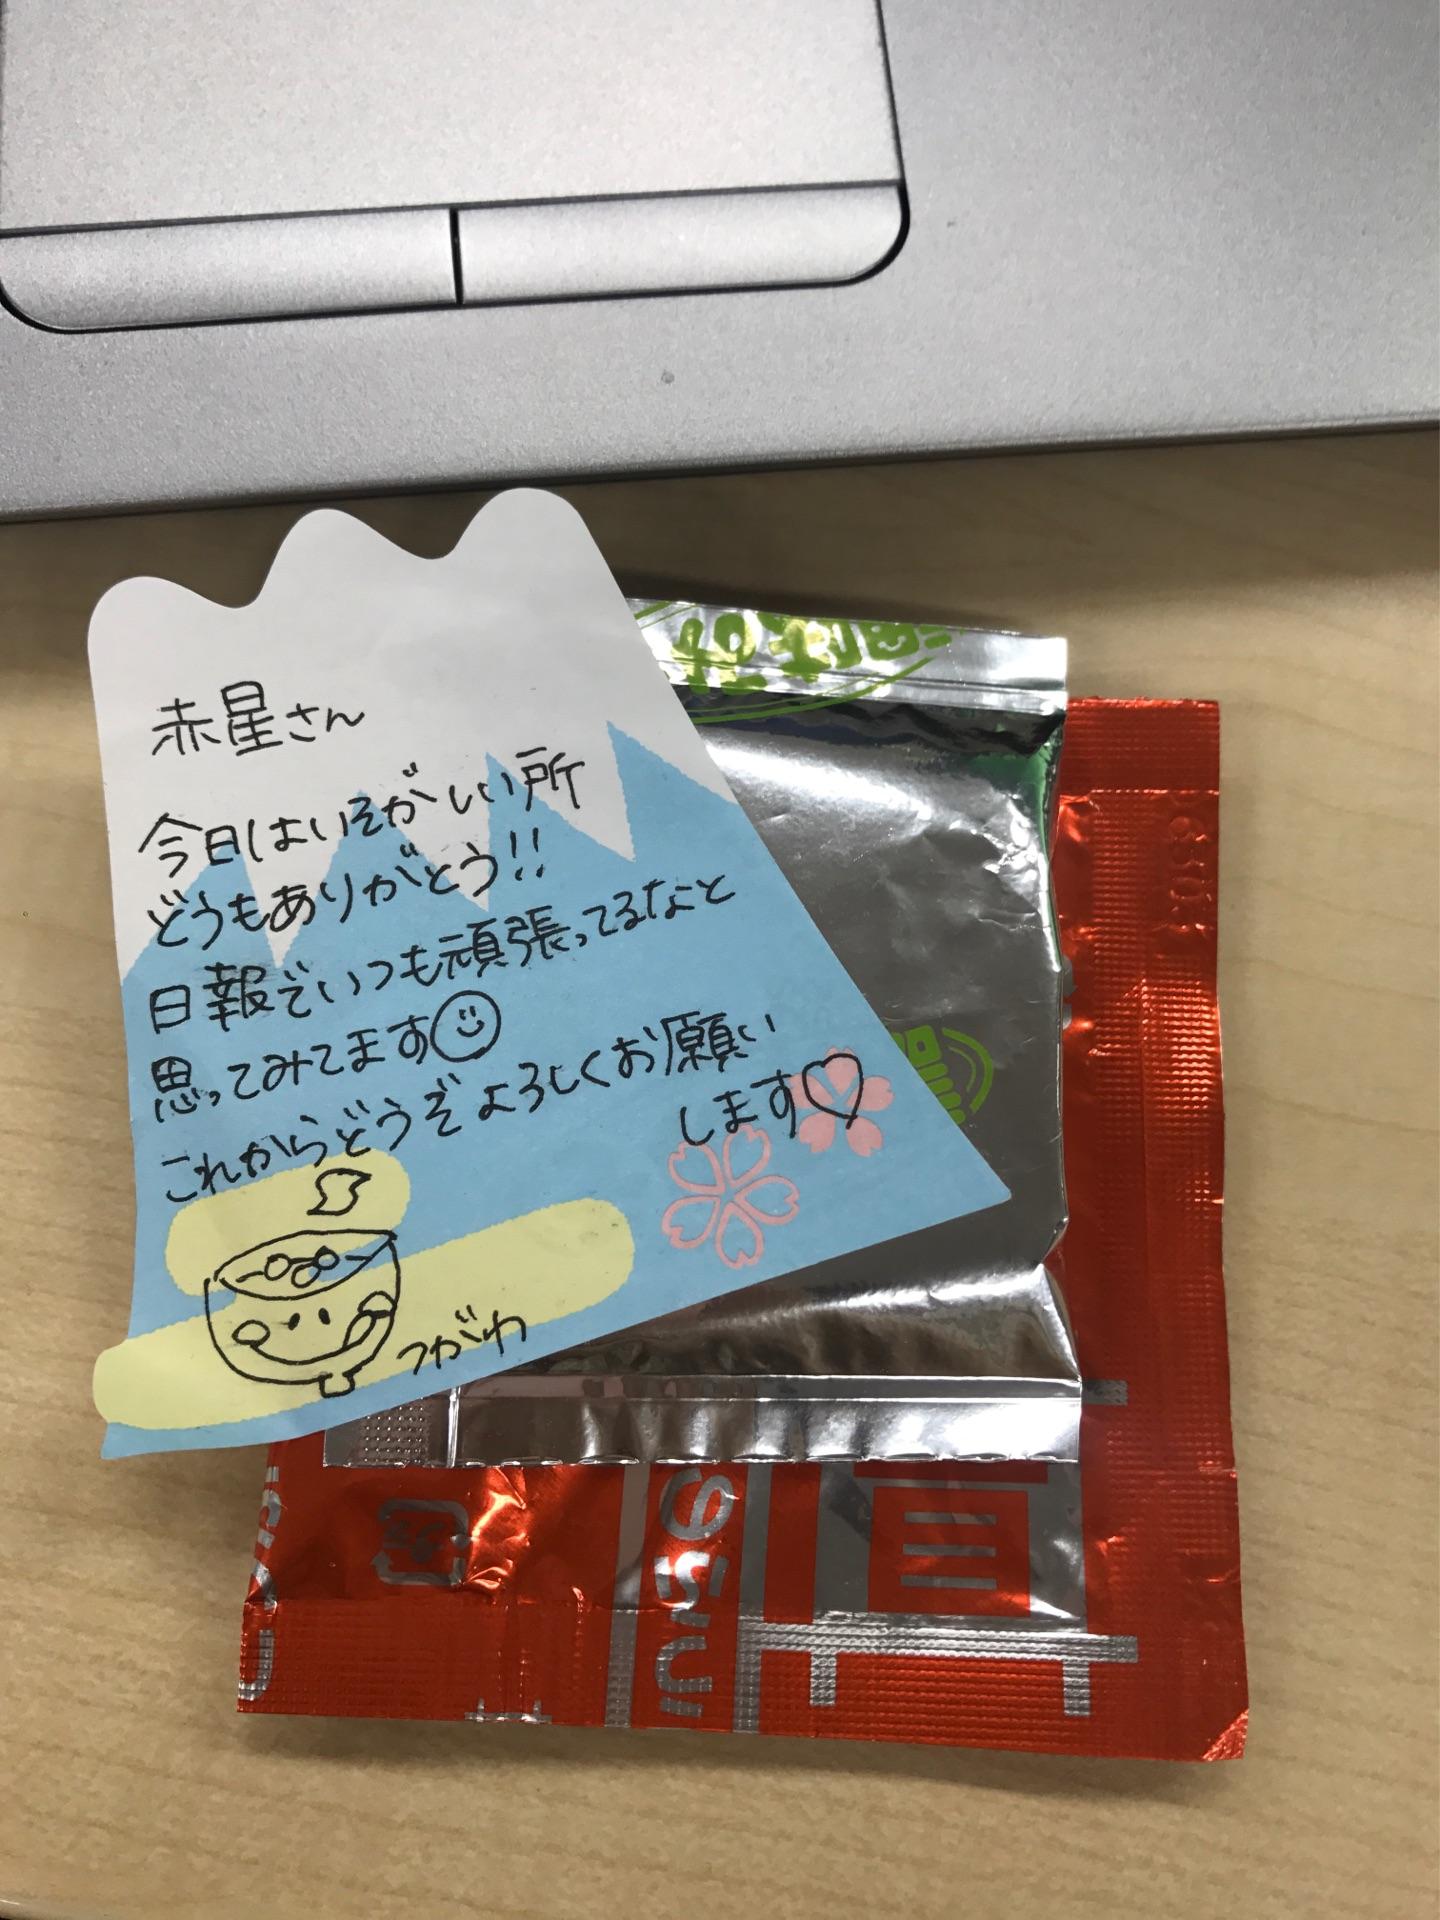 赤星さん
今日はいそがしい所
どうもありがとう!!
日報でいつも頑張ってるなと
思ってみてます
これからどうぞよろしくお願い
します♡
つがわ